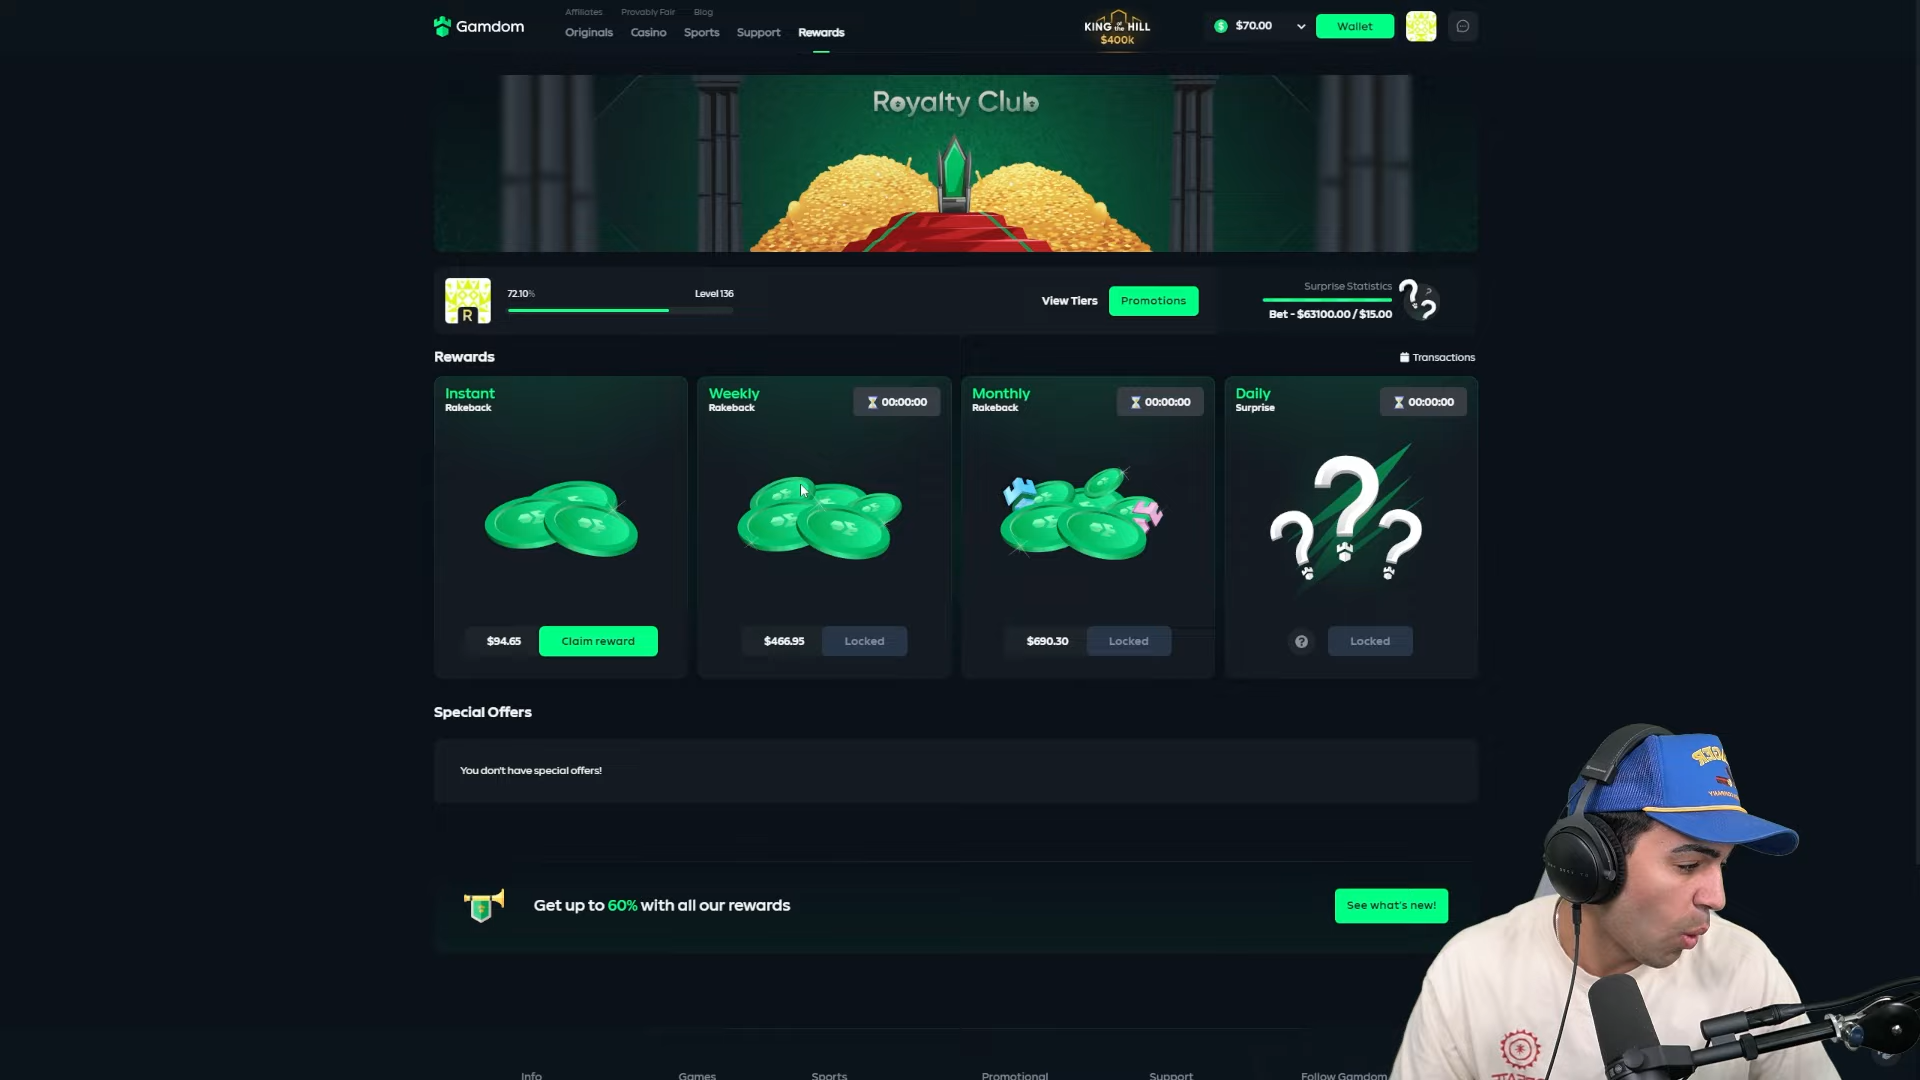 Affiliates Provably Fair Blog
Gamdom
Originals Casino Sports Support Rewards
KING of the HILL
$400k
$70.00
Wallet
Royalty Club
72.10% Level 136
R
View Tiers
Promotions
Surprise Statistics
Bet - $63100.00 / $15.00
Rewards
Transactions
Instant
Rakeback
Weekly
Rakeback
00:00:00
Monthly
Rakeback
00:00:00
Daily
Surprise
00:00:00
$94.65 Claim reward
$466.95 Locked
$690.30 Locked
? Locked
Special Offers
You don't have special offers!
Get up to 60% with all our rewards
See what's new!
Info Games Sports Promotional Support Follow Gamdom